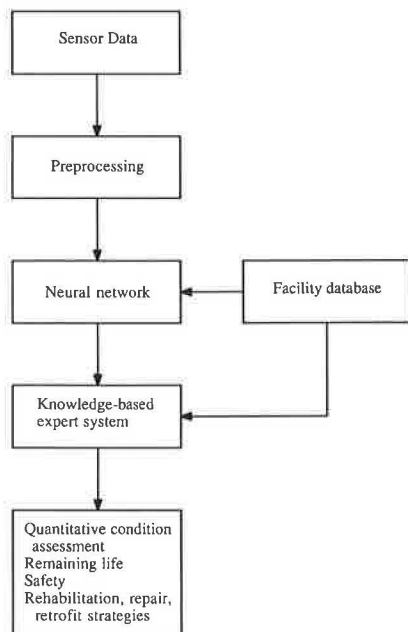 Sensor Data
Preprocessing
Neural network
Facility database
Knowledge-based
expert system
Quantitative condition
assessment
Remaining life
Safety
Rehabilitation, repair,
retrofit strategies